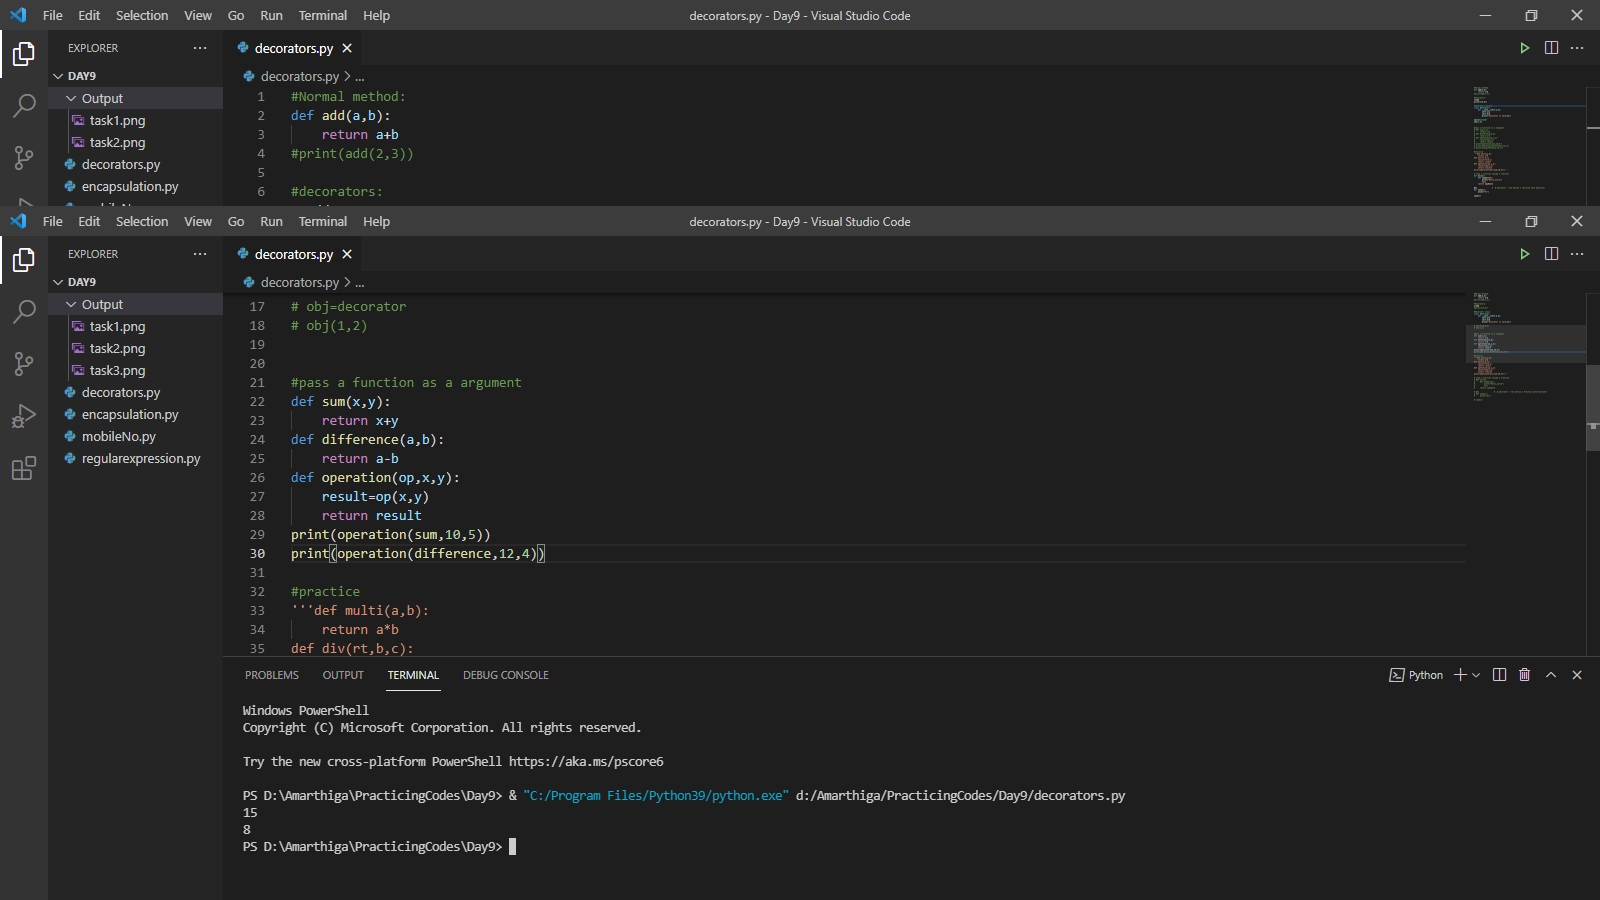 File Edit Selection View Go Run Terminal Help decorators.py - Day9 - Visual Studio Code
EXPLORER
DAY9
Output
task1.png
task2.png
decorators.py
encapsulation.py
decorators.py
decorators.py > ...
1 #Normal method:
2 def add(a,b):
3 return a+b
4 #print(add(2,3))
5
6 #decorators:
File Edit Selection View Go Run Terminal Help decorators.py - Day9 - Visual Studio Code
EXPLORER
DAY9
Output
task1.png
task2.png
task3.png
decorators.py
encapsulation.py
mobileNo.py
regularexpression.py
decorators.py
decorators.py > ...
17 # obj=decorator
18 # obj(1,2)
19
20
21 #pass a function as a argument
22 def sum(x,y):
23 return x+y
24 def difference(a,b):
25 return a-b
26 def operation(op,x,y):
27 result=op(x,y)
28 return result
29 print(operation(sum,10,5))
30 print(operation(difference,12,4))
31
32 #practice
33 '''def multi(a,b):
34 return a*b
35 def div(rt,b,c):
PROBLEMS OUTPUT TERMINAL DEBUG CONSOLE Python
Windows PowerShell
Copyright (C) Microsoft Corporation. All rights reserved.
Try the new cross-platform PowerShell https://aka.ms/pscore6
PS D:\Amarthiga\PracticingCodes\Day9> & "C:/Program Files/Python39/python.exe" d:/Amarthiga/PracticingCodes/Day9/decorators.py
15
8
PS D:\Amarthiga\PracticingCodes\Day9>